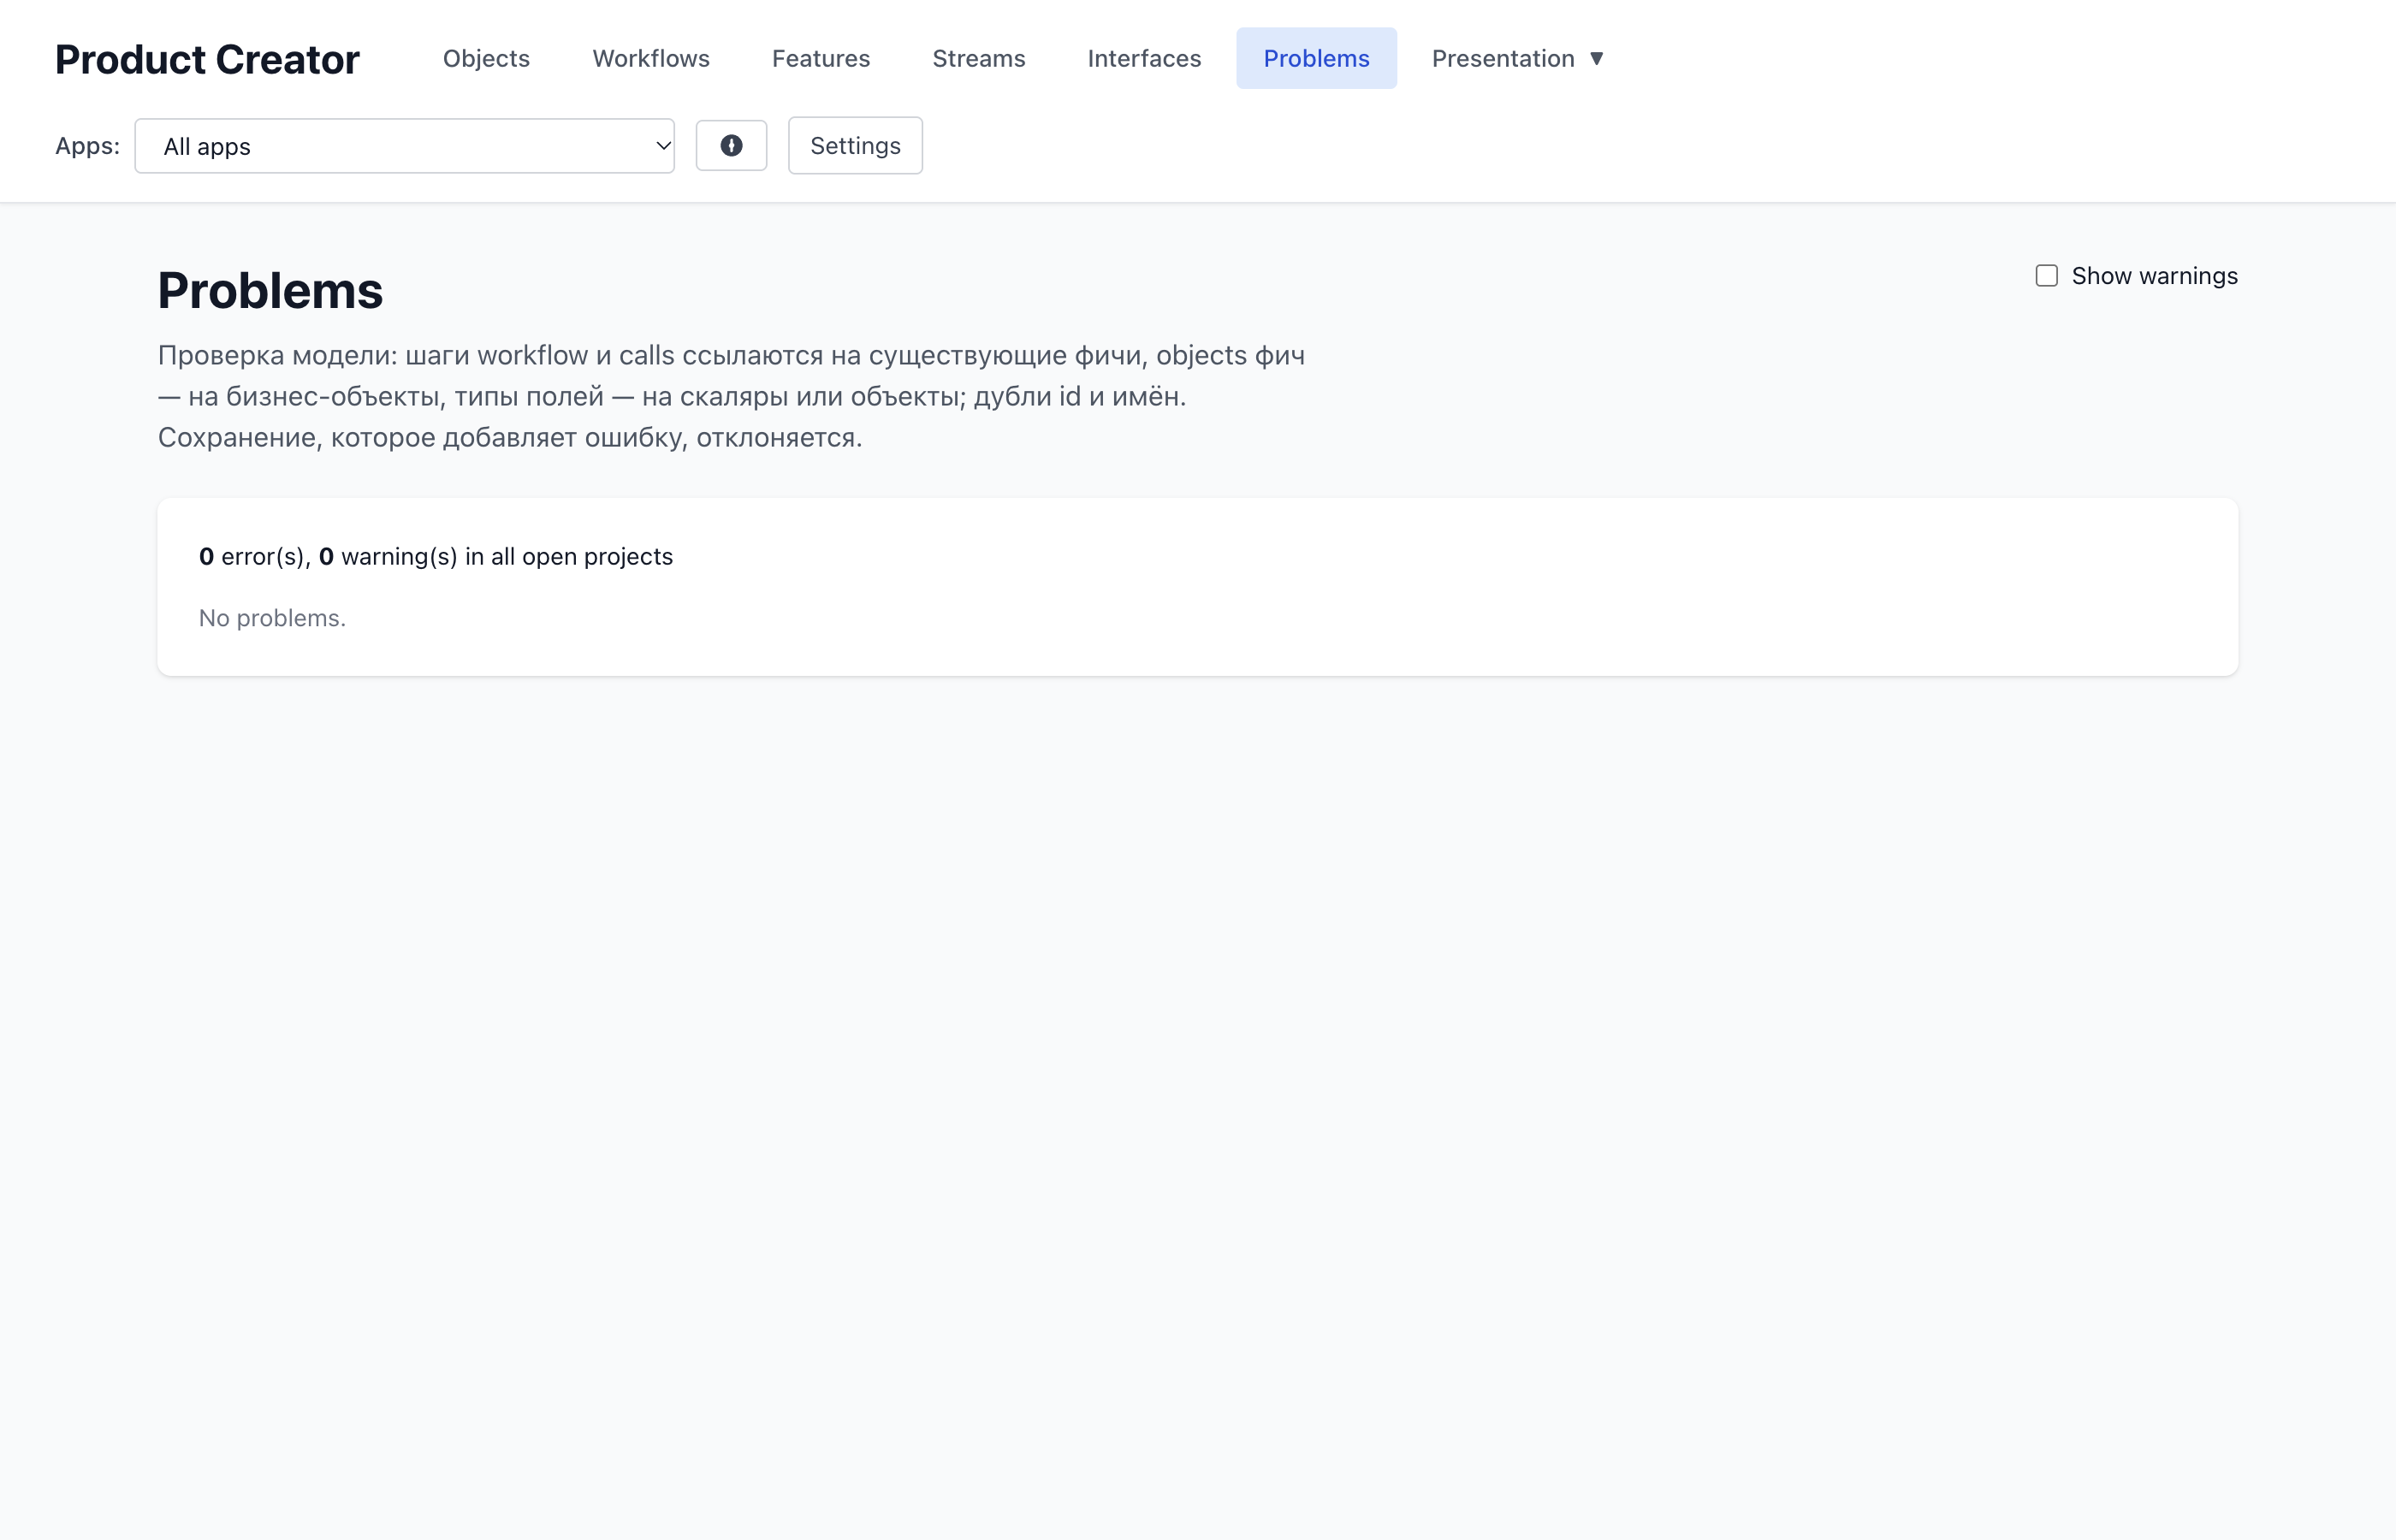 Product Creator
Objects
Workflows
Features
Streams
Interfaces
Problems
Presentation ▼
Apps:
All apps
Settings
Problems
Show warnings
Проверка модели: шаги workflow и calls ссылаются на существующие фичи, objects фич
— на бизнес-объекты, типы полей — на скаляры или объекты; дубли id и имён.
Сохранение, которое добавляет ошибку, отклоняется.
0 error(s), 0 warning(s) in all open projects
No problems.